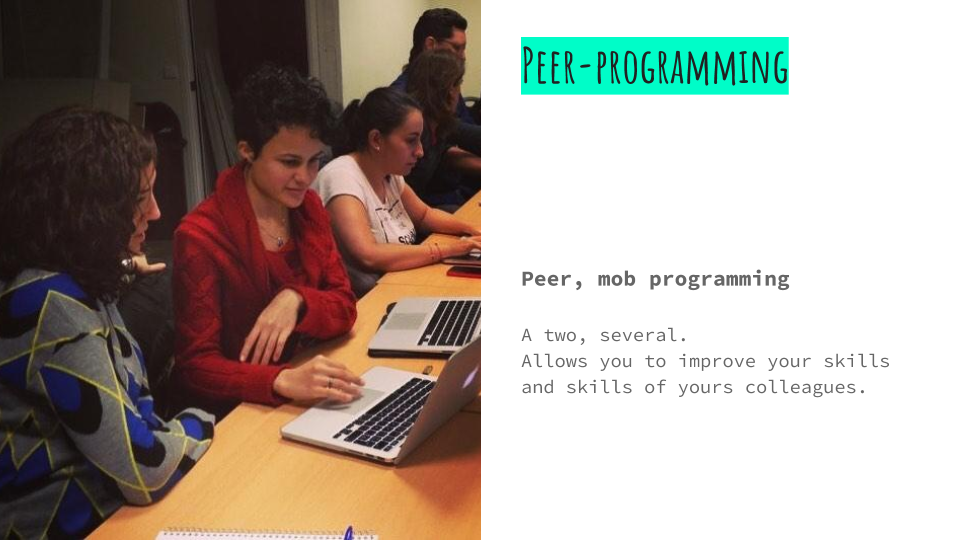 Peer-programming
Peer, mob programming
A two, several.
Allows you to improve your skills
and skills of yours colleagues.